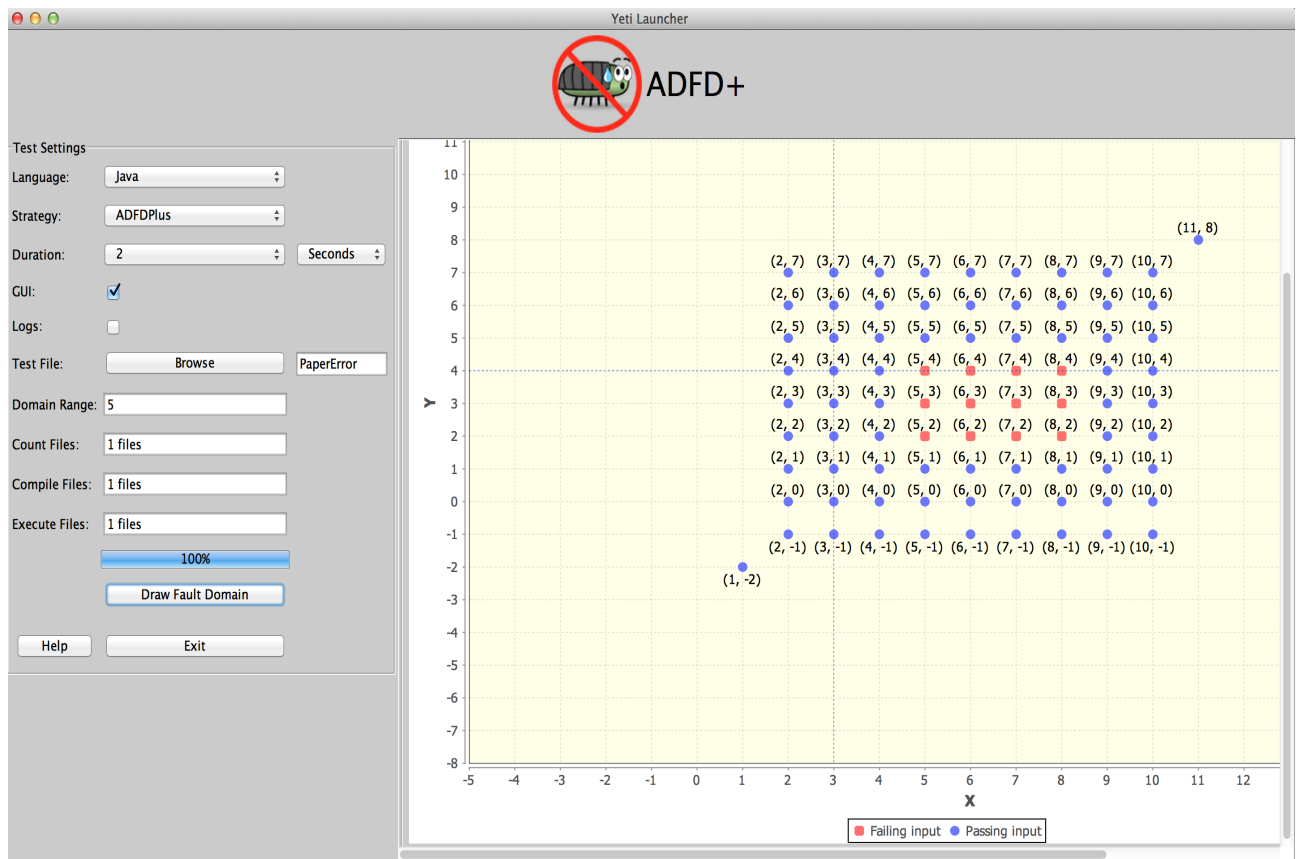 Yeti Launcher
ADFD+
Test Settings
Language: Java
Strategy: ADFDPlus
Duration: 2 Seconds
GUI:
Logs:
Test File: Browse PaperError
Domain Range: 5
Count Files: 1 files
Compile Files: 1 files
Execute Files: 1 files
100%
Draw Fault Domain
Help Exit
11
10
9
8 (11, 8)
(2, 7) (3, 7) (4, 7) (5, 7) (6, 7) (7, 7) (8, 7) (9, 7) (10, 7)
7
(2, 6) (3, 6) (4, 6) (5, 6) (6, 6) (7, 6) (8, 6) (9, 6) (10, 6)
6
(2, 5) (3, 5) (4, 5) (5, 5) (6, 5) (7, 5) (8, 5) (9, 5) (10, 5)
5
(2, 4) (3, 4) (4, 4) (5, 4) (6, 4) (7, 4) (8, 4) (9, 4) (10, 4)
4
(2, 3) (3, 3) (4, 3) (5, 3) (6, 3) (7, 3) (8, 3) (9, 3) (10, 3)
Y
3
(2, 2) (3, 2) (4, 2) (5, 2) (6, 2) (7, 2) (8, 2) (9, 2) (10, 2)
2
(2, 1) (3, 1) (4, 1) (5, 1) (6, 1) (7, 1) (8, 1) (9, 1) (10, 1)
1
(2, 0) (3, 0) (4, 0) (5, 0) (6, 0) (7, 0) (8, 0) (9, 0) (10, 0)
0
-1
(2, -1) (3, -1) (4, -1) (5, -1) (6, -1) (7, -1) (8, -1) (9, -1) (10, -1)
-2
(1, -2)
-3
-4
-5
-6
-7
-8
-5 -4 -3 -2 -1 0 1 2 3 4 5 6 7 8 9 10 11 12
X
Failing input Passing input